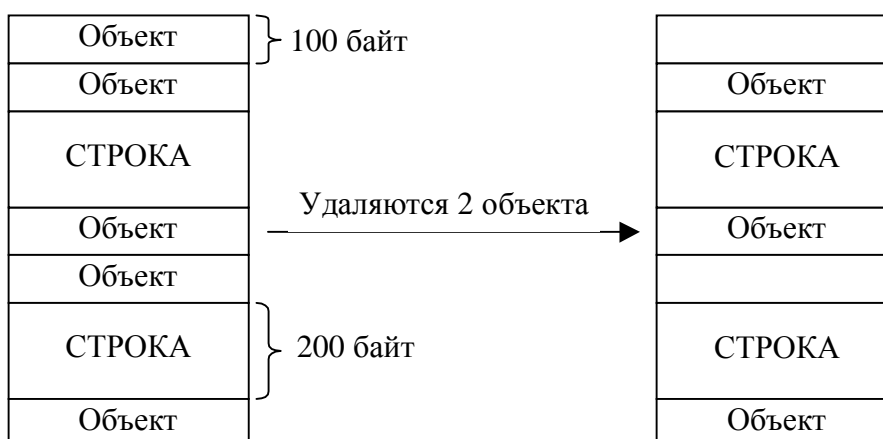 Объект
100 байт
Объект
СТРОКА
Объект
Объект
СТРОКА
200 байт
Объект
Удаляются 2 объекта
Объект
СТРОКА
Объект
СТРОКА
Объект